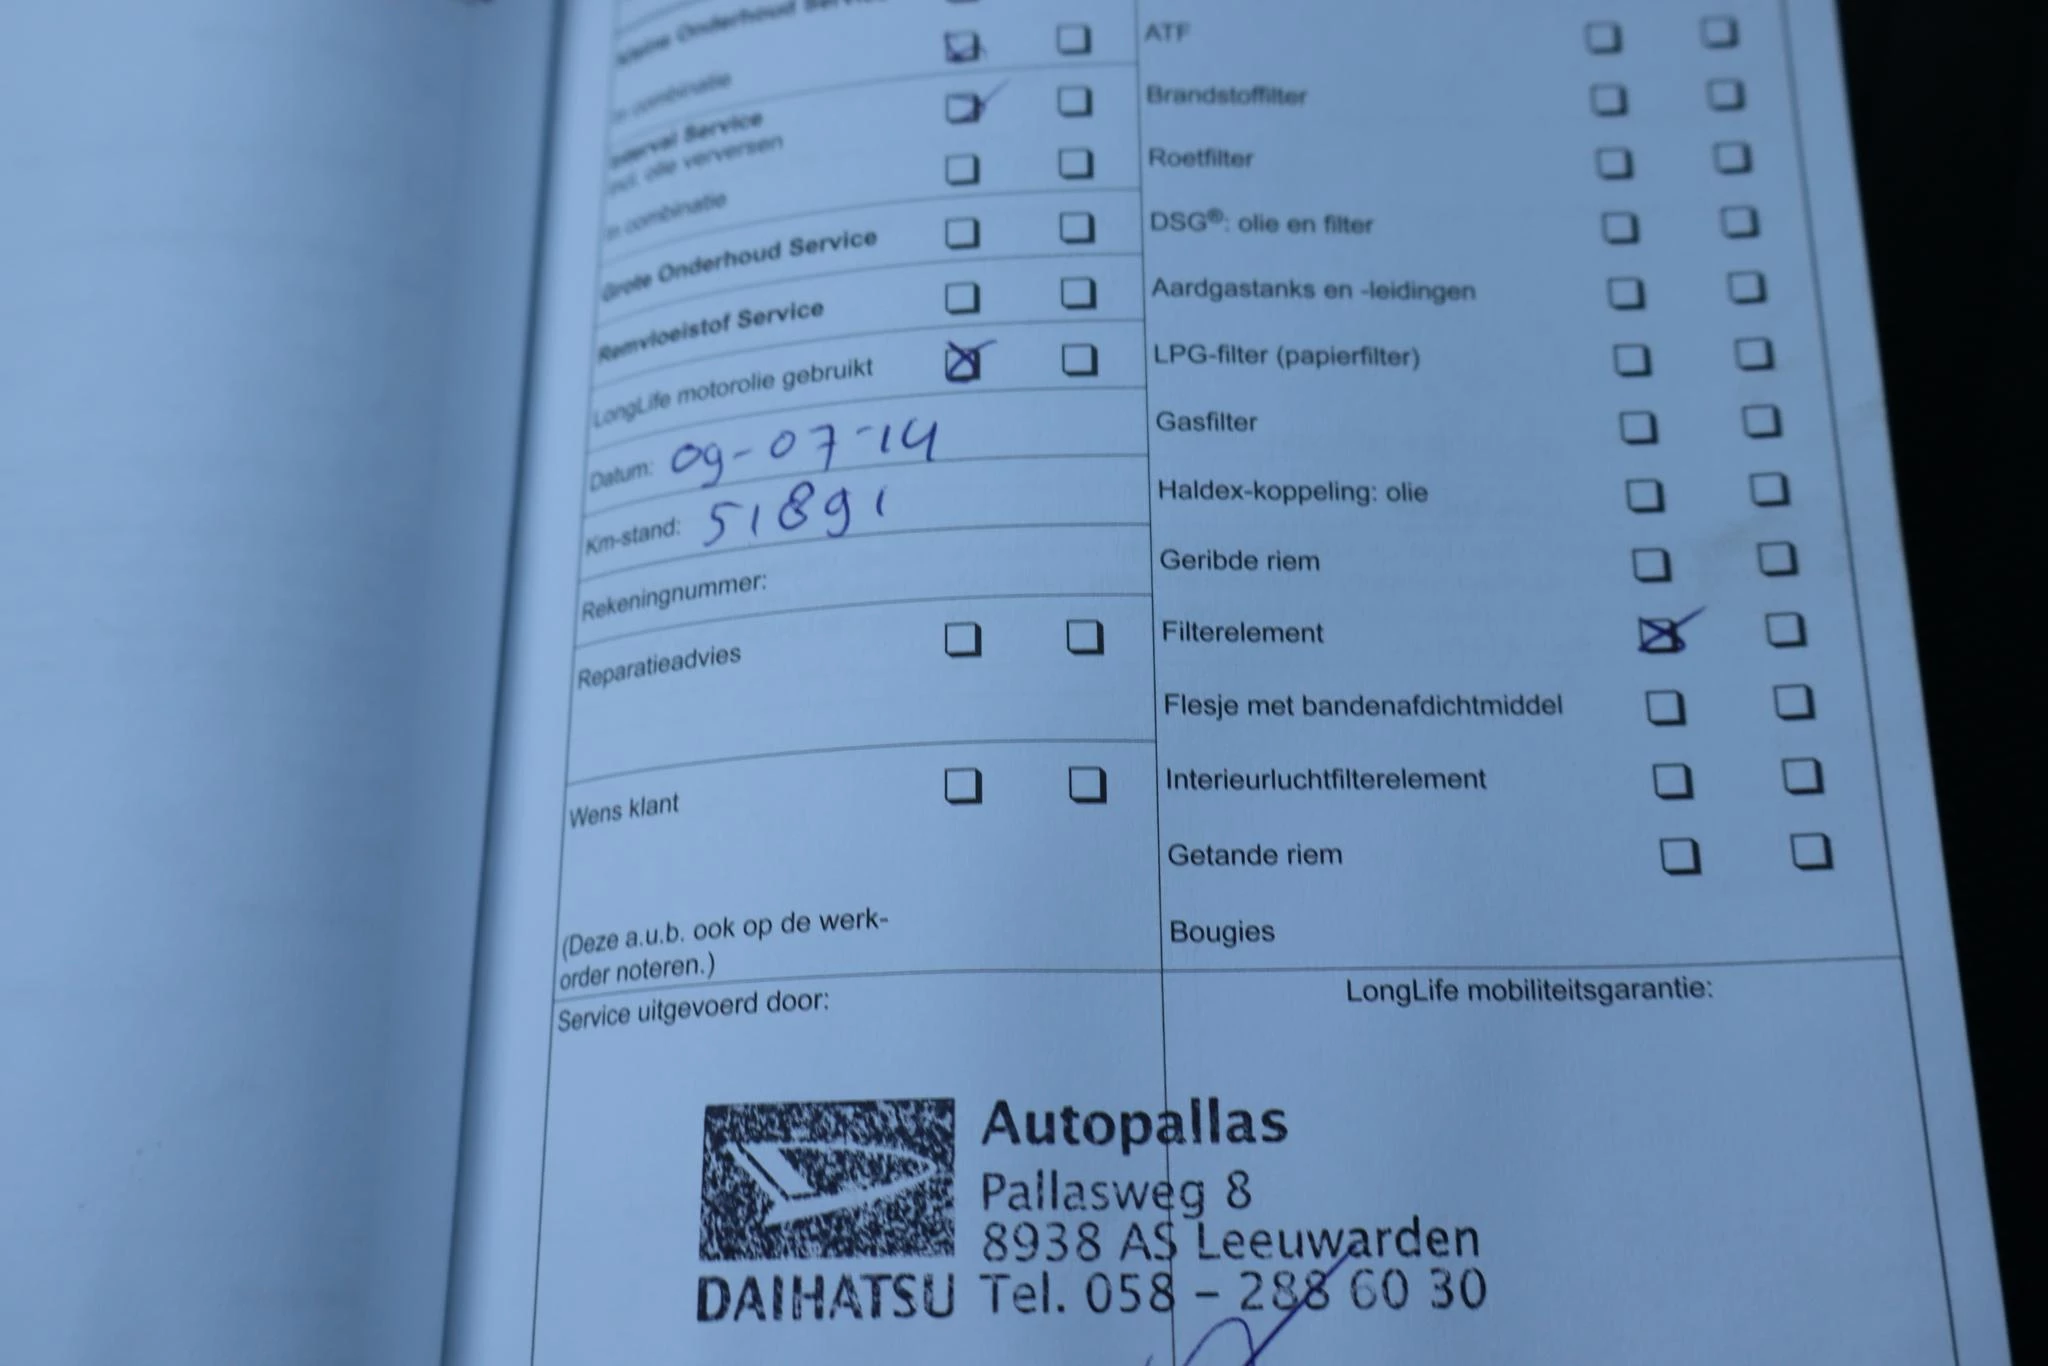 Kleine Onderhoud Service
In combinatie
Interval Service
incl. olie verversen
In combinatie
Grote Onderhoud Service
Remvloeistof Service
LongLife motorolie gebruikt
Datum: 09-07-14
Km-stand: 51891
Rekeningnummer:
Reparatieadvies
Wens klant
(Deze a.u.b. ook op de werk-
order noteren.)
ATF
Brandstoffilter
Roetfilter
DSG®: olie en filter
Aardgastanks en -leidingen
LPG-filter (papierfilter)
Gasfilter
Haldex-koppeling: olie
Geribde riem
Filterelement
Flesje met bandenafdichtmiddel
Interieurluchtfilterelement
Getande riem
Bougies
Service uitgevoerd door:
LongLife mobiliteitsgarantie:
Autopallas
Pallasweg 8
8938 AS Leeuwarden
DAIHATSU Tel. 058 - 288 60 30